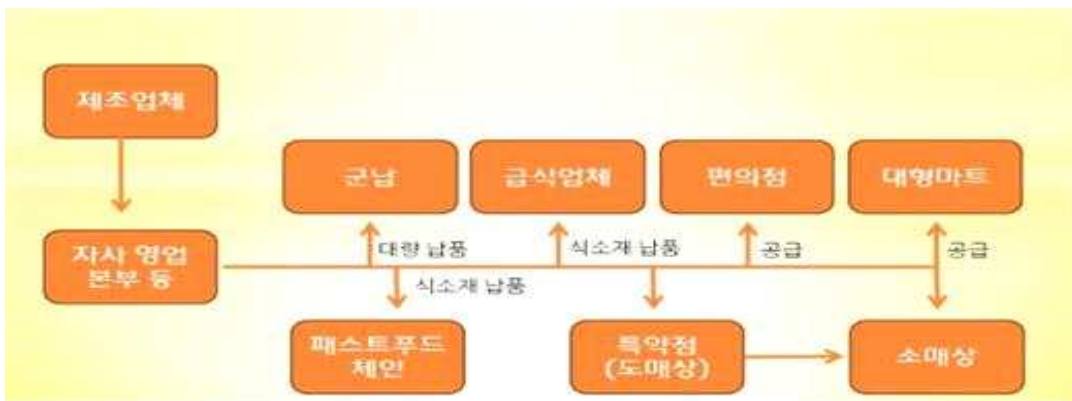 제조업체
군납
급식업체
편의점
대형마트
자사 영업
본부 등
대량 납품
식소재 납품
공급
공급
식소재 납품
패스트푸드
체인
특약점
(도매상)
소매상